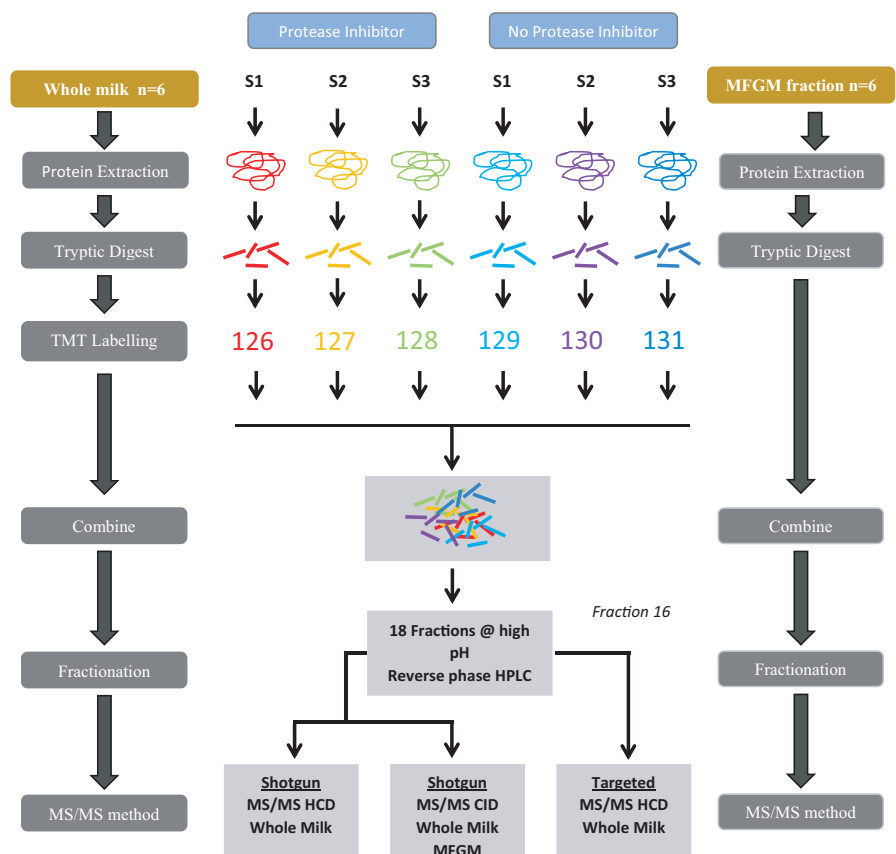 Protease Inhibitor
No Protease Inhibitor
Whole milk n=6
S1 S2 S3 S1 S2 S3
MFGM fraction n=6
Protein Extraction
Protein Extraction
Tryptic Digest
Tryptic Digest
TMT Labelling
126 127 128 129 130 131
Combine
Combine
Fraction 16
18 Fractions @ high
pH
Reverse phase HPLC
Fractionation
Fractionation
Shotgun
MS/MS HCD
Whole Milk
Shotgun
MS/MS CID
Whole Milk
MFGM
Targeted
MS/MS HCD
Whole Milk
MS/MS method
MS/MS method